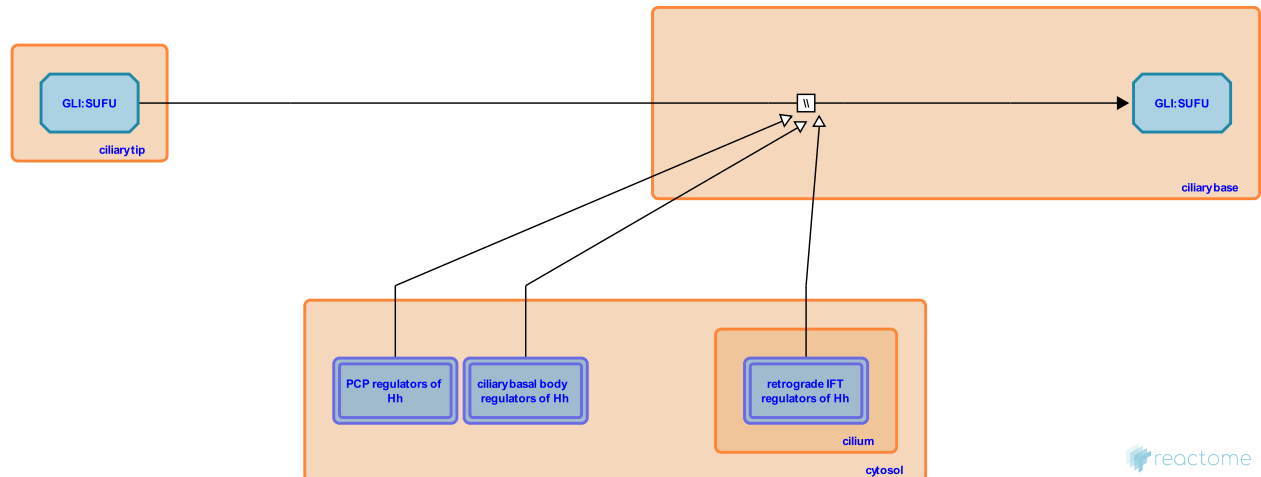 GLI:SUFU
\\
GLI:SUFU
ciliary tip
ciliary base
PCP regulators of
Hh
ciliary basal body
regulators of Hh
retrograde IFT
regulators of Hh
cilium
cytosol
reactome